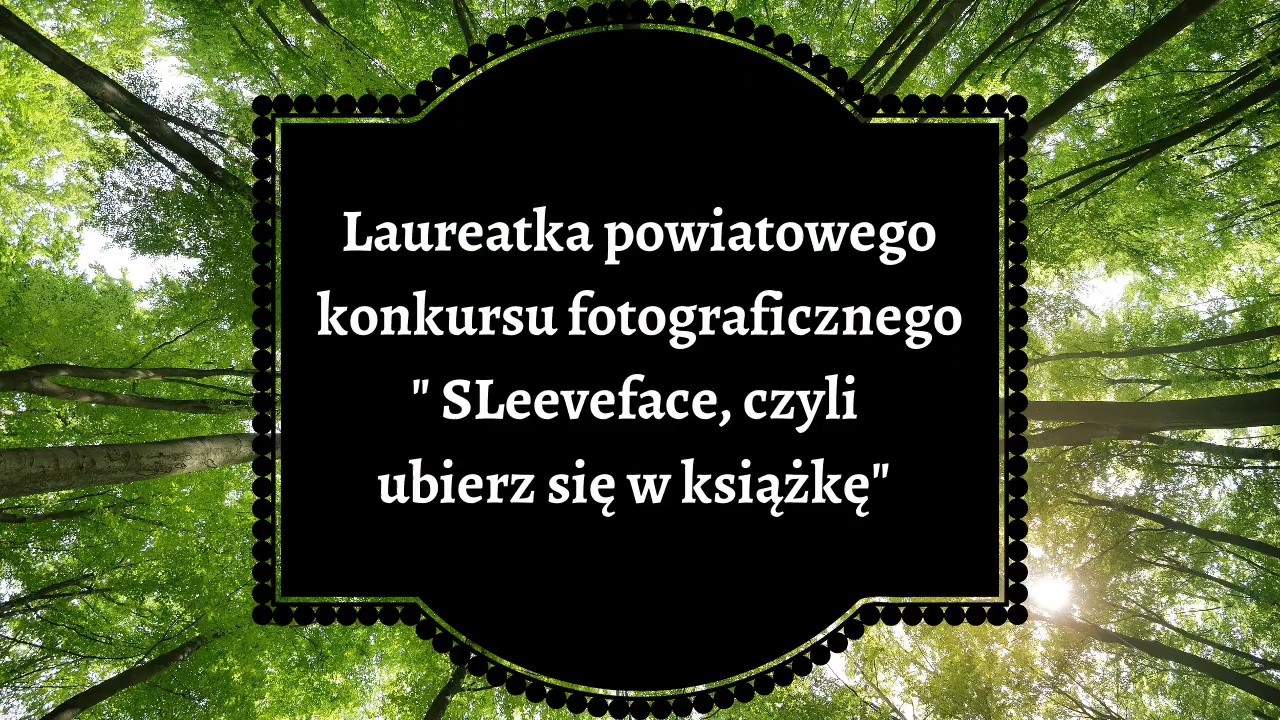 Laureatka powiatowego
konkursu fotograficznego
" SLeeveface, czyli
ubierz się w książkę"